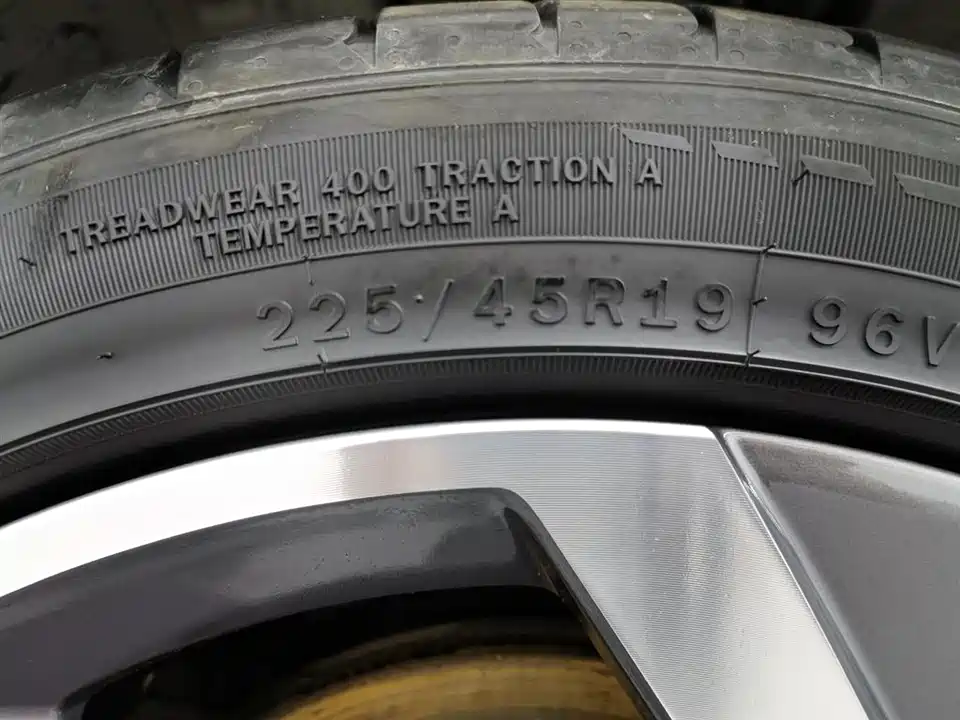 TREADWEAR 400 TRACTION A
TEMPERATURE A
225/45R19 96V